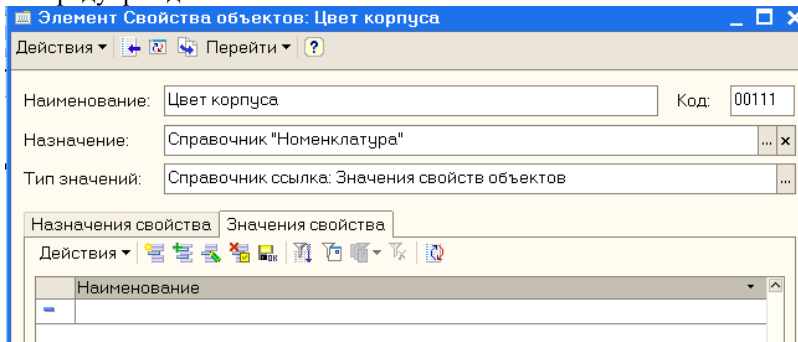 Элемент Свойства объектов: Цвет корпуса
Действия Перейти
Наименование: Цвет корпуса Код: 00111
Назначение: Справочник "Номенклатура" ... x
Тип значений: Справочник ссылка: Значения свойств объектов ...
Назначения свойства Значения свойства
Действия
Наименование